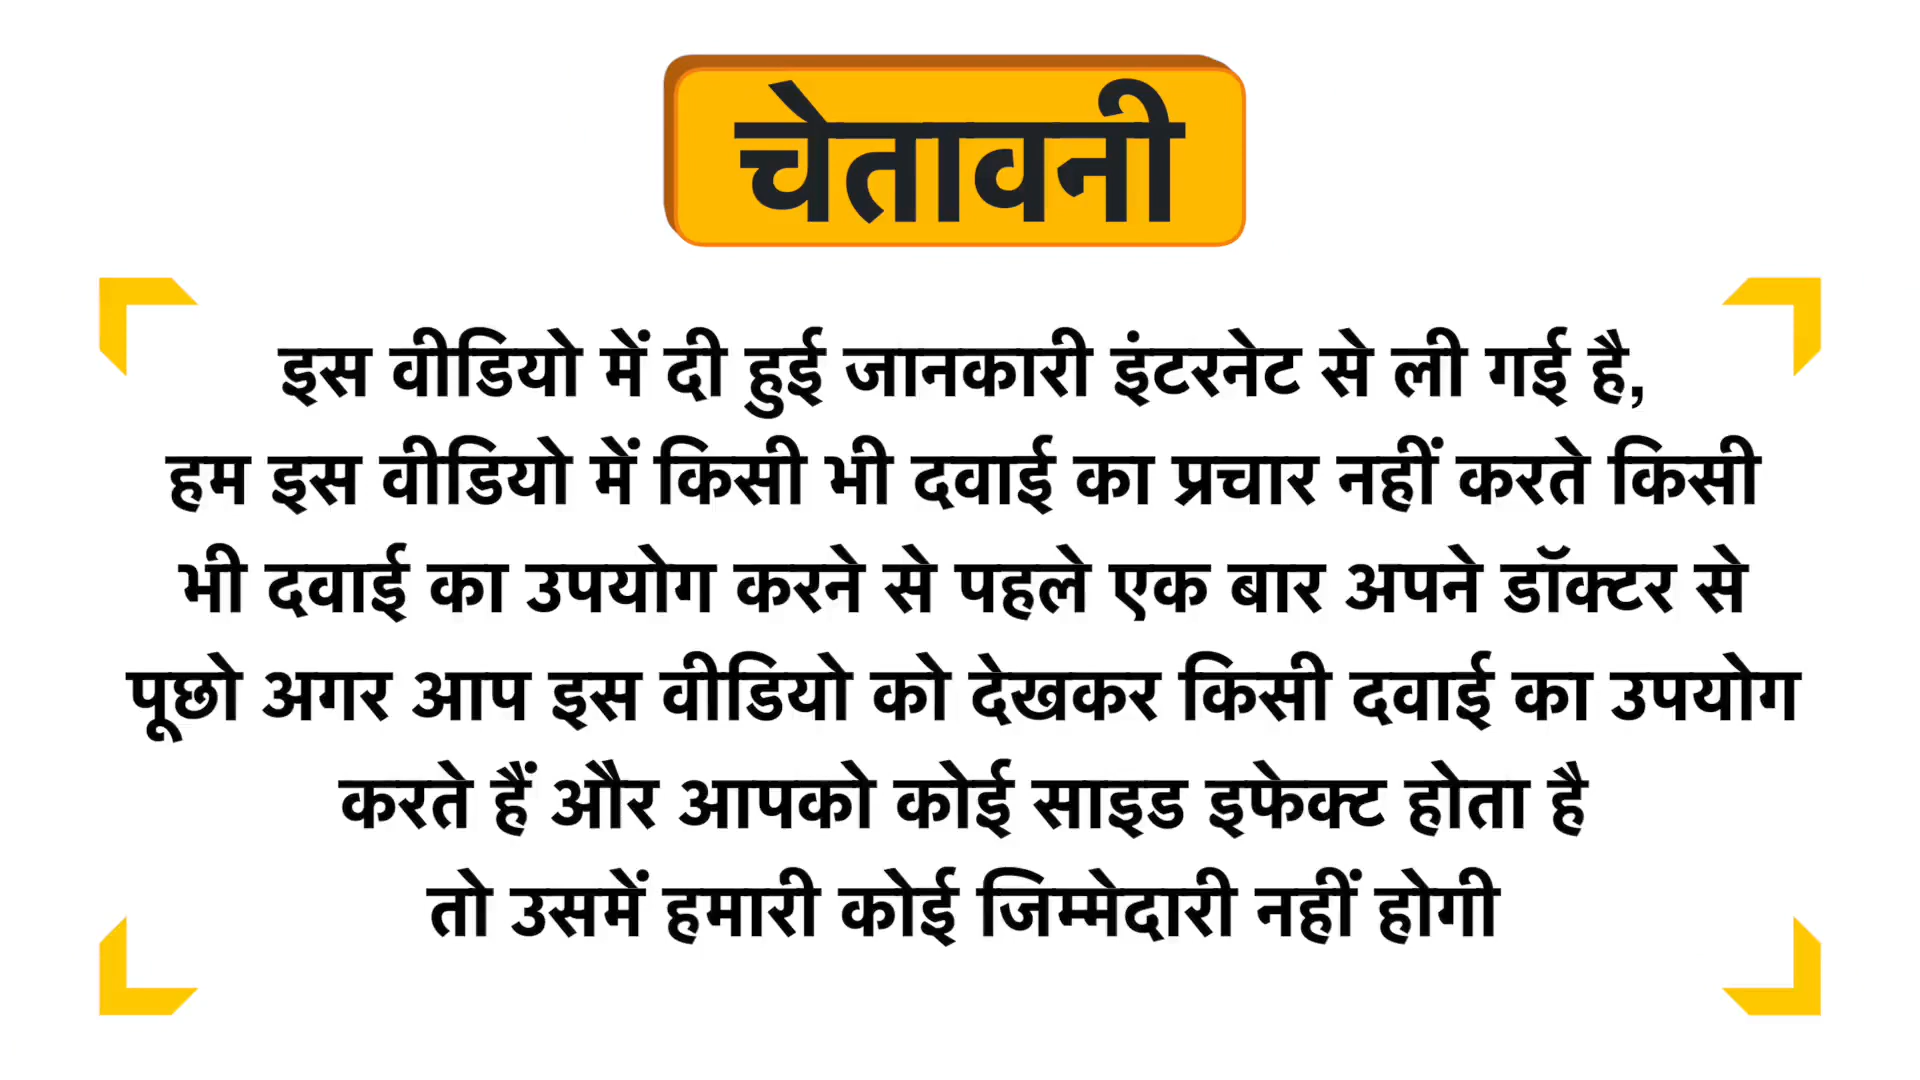 चेतावनी
इस वीडियो में दी हुई जानकारी इंटरनेट से ली गई है,
हम इस वीडियो में किसी भी दवाई का प्रचार नहीं करते किसी
भी दवाई का उपयोग करने से पहले एक बार अपने डॉक्टर से
पूछो अगर आप इस वीडियो को देखकर किसी दवाई का उपयोग
करते हैं और आपको कोई साइड इफेक्ट होता है
तो उसमें हमारी कोई जिम्मेदारी नहीं होगी